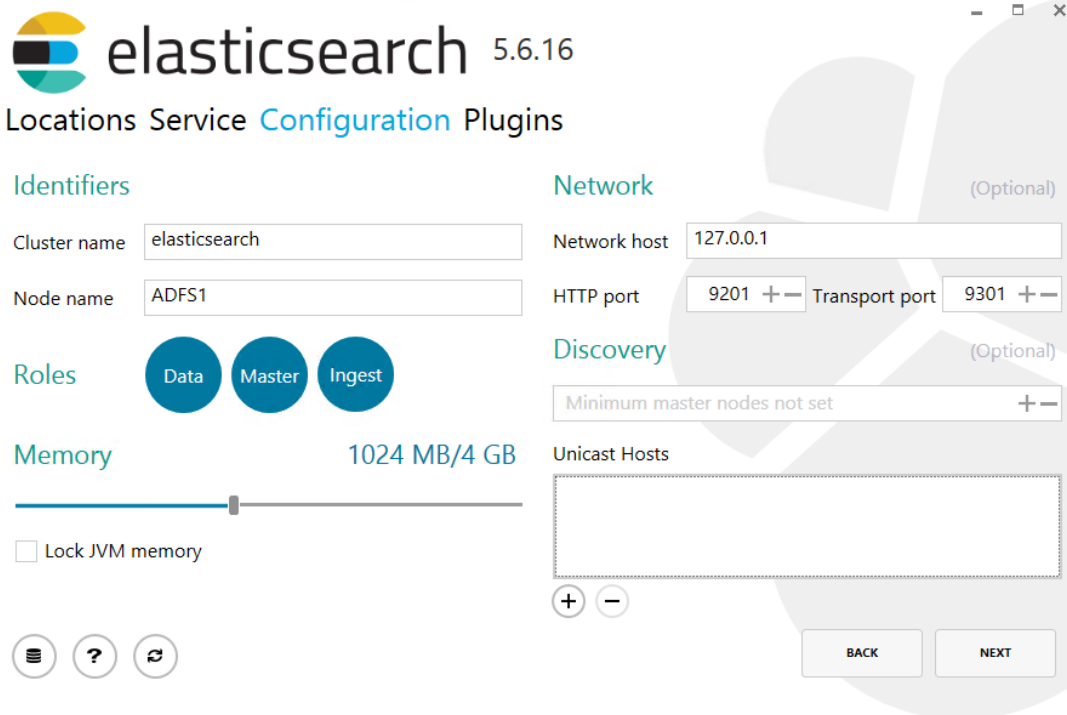 elasticsearch 5.6.16
Locations Service Configuration Plugins
Identifiers
Cluster name elasticsearch
Node name ADFS1
Roles Data Master Ingest
Memory 1024 MB/4 GB
Lock JVM memory
Network (Optional)
Network host 127.0.0.1
HTTP port 9201 Transport port 9301
Discovery (Optional)
Minimum master nodes not set
Unicast Hosts
?
BACK NEXT